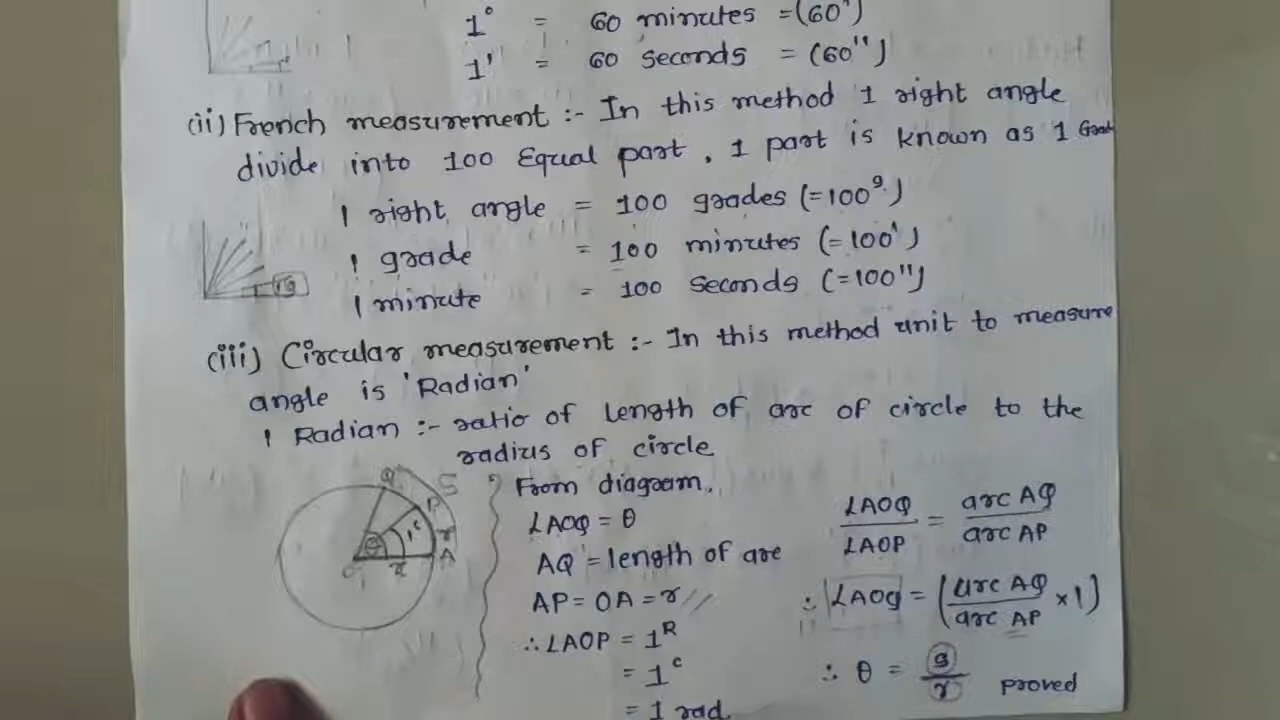 1° = 60 minutes = (60')
1' = 60 seconds = (60")
(ii) French measurement :- In this method 1 right angle
divide into 100 Equal part, 1 part is known as 1
1 right angle = 100 grades (=100g)
1 grade = 100 minutes (=100')
1 minute = 100 seconds (=100")
(iii) Circular measurement :- In this method unit to measure
angle is 'Radian'
1 Radian :- ratio of length of arc of circle to the
radius of circle
Q S
P
1c r
θ
O r A
From diagram,
∠AOQ = θ
AQ = length of arc
AP = OA = r
∴ ∠AOP = 1R
= 1c
= 1 rad
∠AOQ / ∠AOP = arc AQ / arc AP
∴ ∠AOQ = (arc AQ / arc AP × 1)
∴ θ = s / r proved